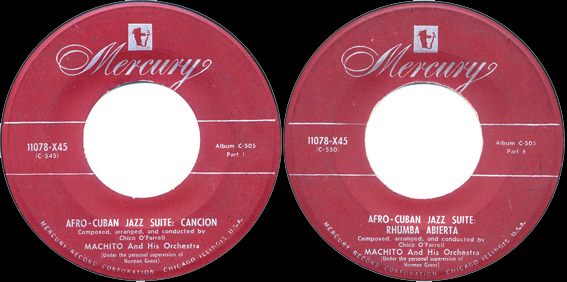 Mercury
11078-X45
(C-545)
Album C-505
Part 1
AFRO-CUBAN JAZZ SUITE: CANCION
Composed, arranged, and conducted by
Chico O'Farrell
MACHITO And His Orchestra
(Under the personal supervision of
Norman Granz)
MERCURY RECORD CORPORATION CHICAGO, ILLINOIS, U.S.A.
Mercury
11078-X45
(C-550)
Album C-505
Part 6
AFRO-CUBAN JAZZ SUITE:
RHUMBA ABIERTA
Composed, arranged, and conducted by
Chico O'Farrell
MACHITO And His Orchestra
(Under the personal supervision of
Norman Granz)
MERCURY RECORD CORPORATION CHICAGO, ILLINOIS, U.S.A.